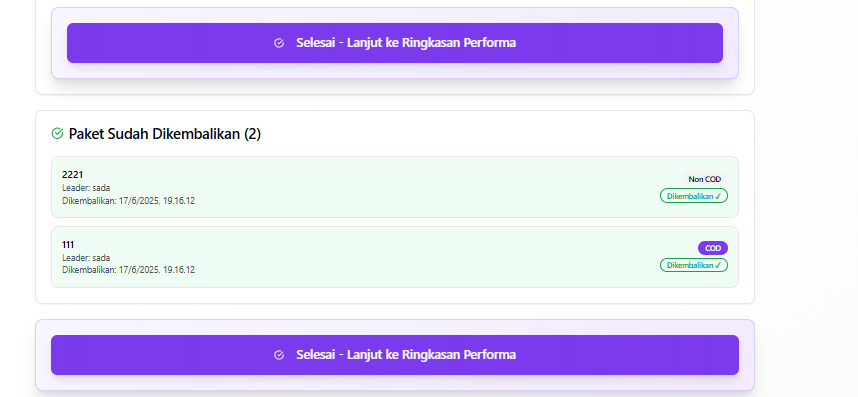 Selesai - Lanjut ke Ringkasan Performa
Paket Sudah Dikembalikan (2)
2221
Leader: sada
Dikembalikan: 17/6/2025, 19.16.12
Non COD
Dikembalikan ✓
111
Leader: sada
Dikembalikan: 17/6/2025, 19.16.12
COD
Dikembalikan ✓
Selesai - Lanjut ke Ringkasan Performa